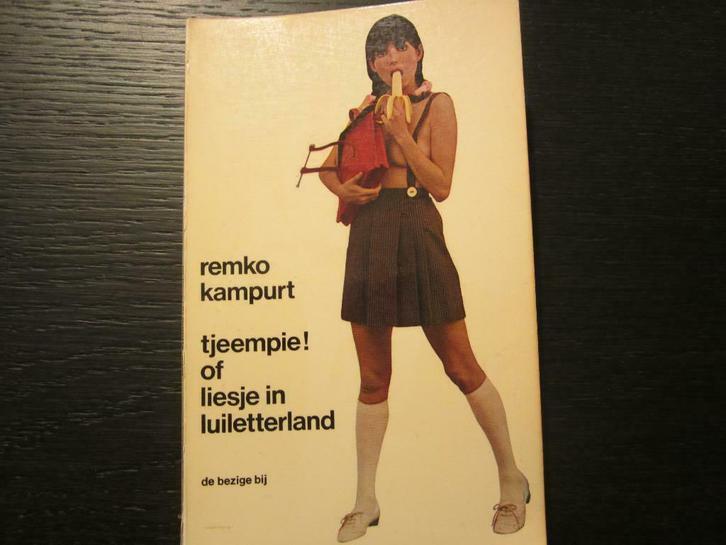 remko
kampurt
tjeempie!
of
liesje in
luiletterland
de bezige bij